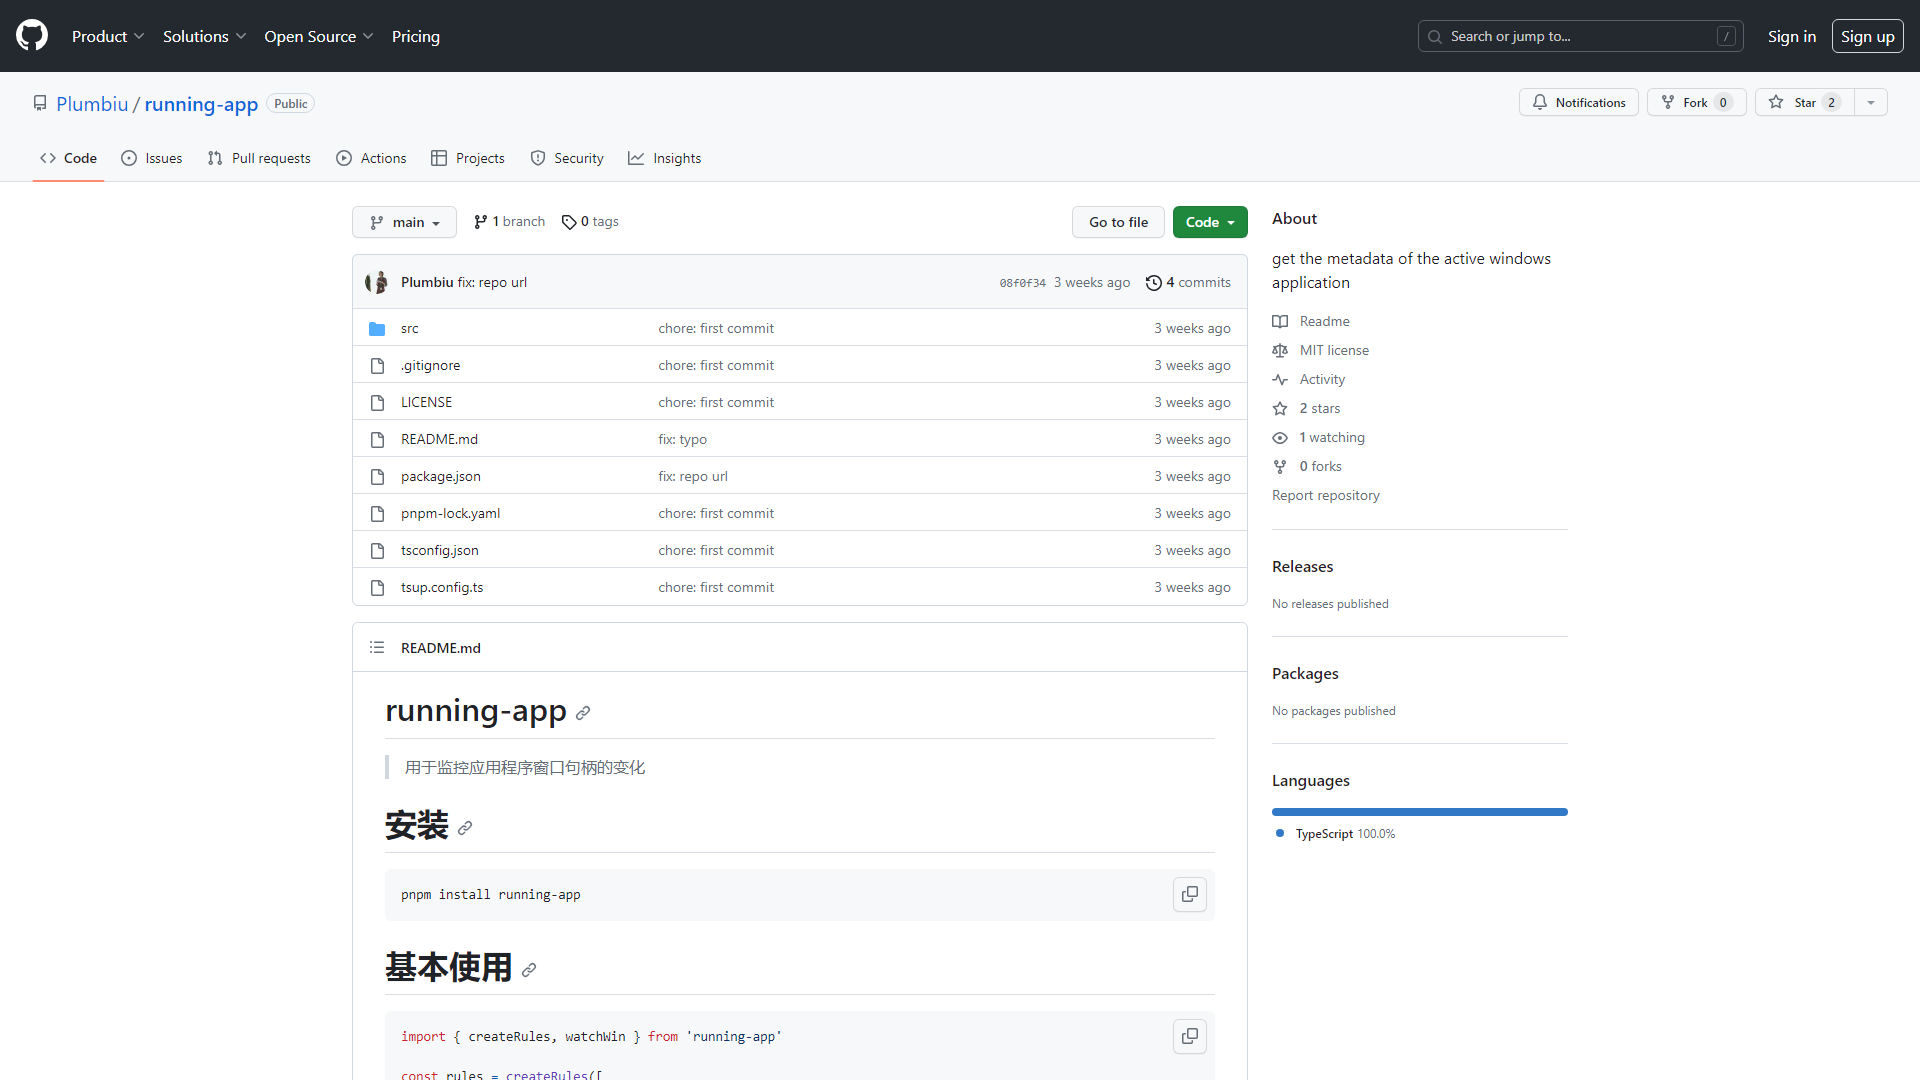 Product Solutions Open Source Pricing Search or jump to... / Sign in Sign up
Plumbiu / running-app Public Notifications Fork 0 Star 2
Code Issues Pull requests Actions Projects Security Insights
main 1 branch 0 tags Go to file Code
Plumbiu fix: repo url 08f0f34 3 weeks ago 4 commits
src chore: first commit 3 weeks ago
.gitignore chore: first commit 3 weeks ago
LICENSE chore: first commit 3 weeks ago
README.md fix: typo 3 weeks ago
package.json fix: repo url 3 weeks ago
pnpm-lock.yaml chore: first commit 3 weeks ago
tsconfig.json chore: first commit 3 weeks ago
tsup.config.ts chore: first commit 3 weeks ago
README.md
running-app
用于监控应用程序窗口句柄的变化
安装
pnpm install running-app
基本使用
import { createRules, watchWin } from 'running-app'
const rules = createRules([
About
get the metadata of the active windows
application
Readme
MIT license
Activity
2 stars
1 watching
0 forks
Report repository
Releases
No releases published
Packages
No packages published
Languages
TypeScript 100.0%